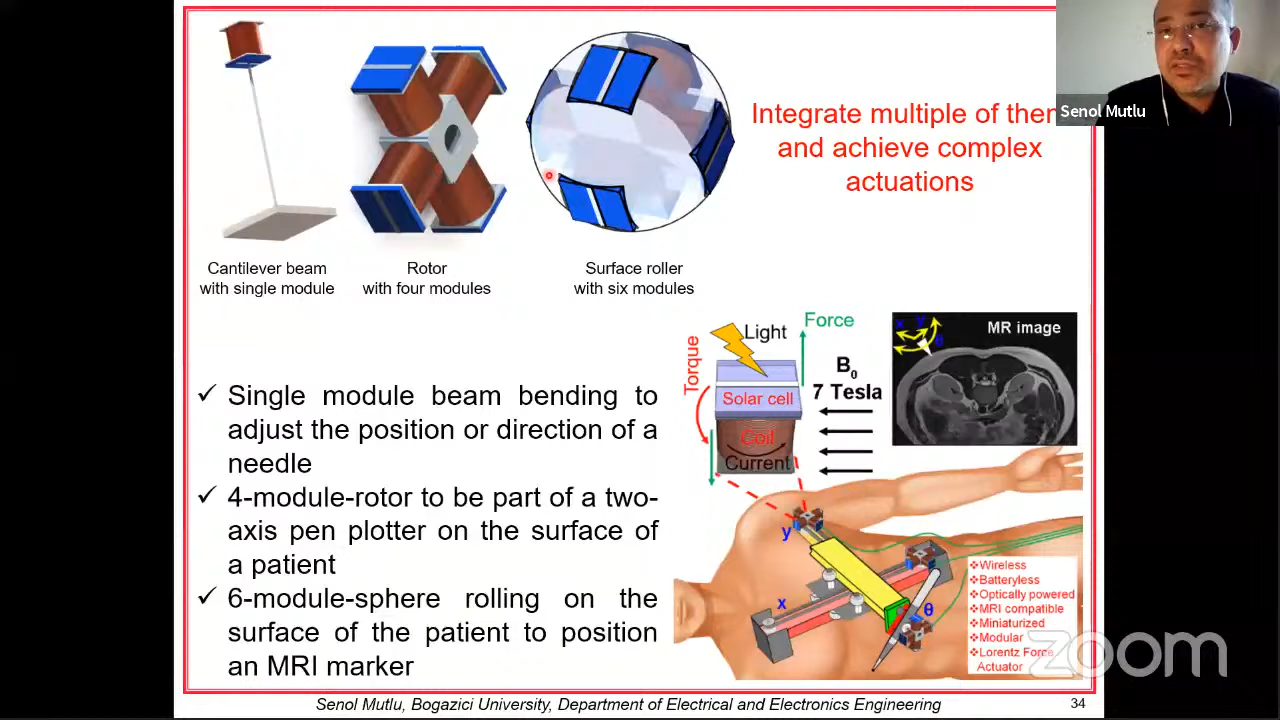 Senol Mutlu
Integrate multiple of them
and achieve complex
actuations
Cantilever beam
with single module
Rotor
with four modules
Surface roller
with six modules
✓ Single module beam bending to
adjust the position or direction of a
needle
✓ 4-module-rotor to be part of a two-
axis pen plotter on the surface of
a patient
✓ 6-module-sphere rolling on the
surface of the patient to position
an MRI marker
Force
Light
Torque
Solar cell
Coil
Current
B0
7 Tesla
MR image
x y
θ
y
x
θ
❖Wireless
❖Batteryless
❖Optically powered
❖MRI compatible
❖Miniaturized
❖Modular
❖Lorentz Force
Actuator
zoom
Senol Mutlu, Bogazici University, Department of Electrical and Electronics Engineering
34